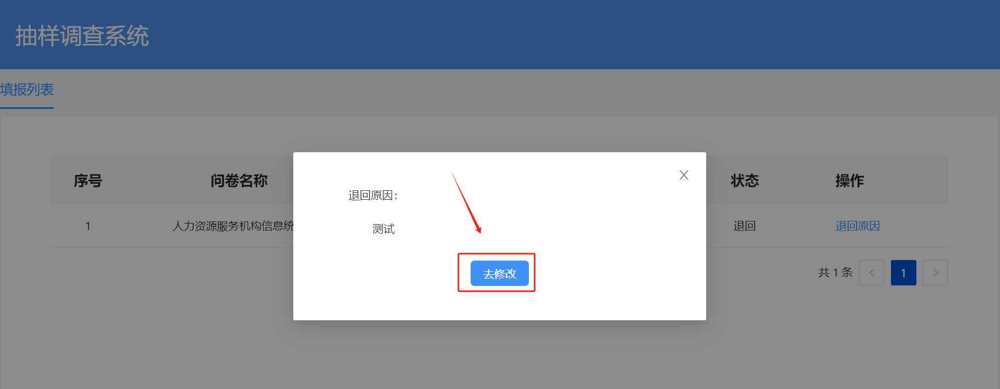 抽样调查系统
填报列表
序号 问卷名称 状态 操作
1 人力资源服务机构信息统 退回 退回原因
退回原因：
测试
去修改
共 1 条 1